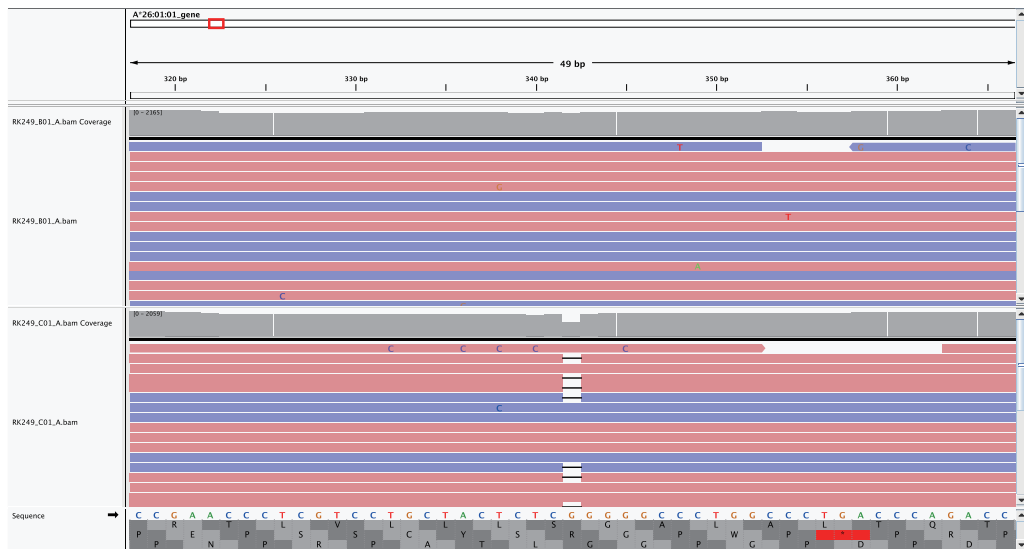 A*26:01:01_gene
49 bp
320 bp 330 bp 340 bp 350 bp 360 bp
RK249_B01_A.bam Coverage
[0 - 2165]
T G C
G
RK249_B01_A.bam
T
C
RK249_C01_A.bam Coverage
[0 - 2059]
C C C C C
C
RK249_C01_A.bam
Sequence
C C G A A C C C T C G T C C T G C T A C T C T C G G G G G C C C T G G C C C T G A C C C A G A C C
R T L V L L L S G A L A L T Q T
P E P S S C Y S R G P W P * P R P
P N P R P A T L G G P G P D P D